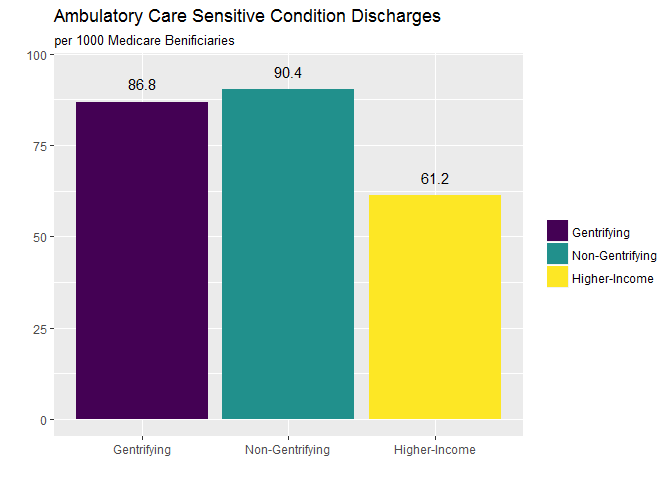 Ambulatory Care Sensitive Condition Discharges
per 1000 Medicare Benificiaries
100
75
50
25
0
86.8
90.4
61.2
Gentrifying
Non-Gentrifying
Higher-Income
Gentrifying
Non-Gentrifying
Higher-Income